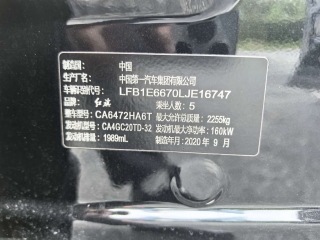 制造国： 中国
生产厂名： 中国第一汽车集团有限公司
车辆识别代号： LFB1E6670LJE16747
品牌： 红旗 乘坐人数： 5
整车型号： CA6472HA6T 最大允许总质量： 2255kg
发动机型号： CA4GC20TD-32 发动机最大净功率： 160kW
发动机排量： 1989mL 制造年月： 2020 年 9 月